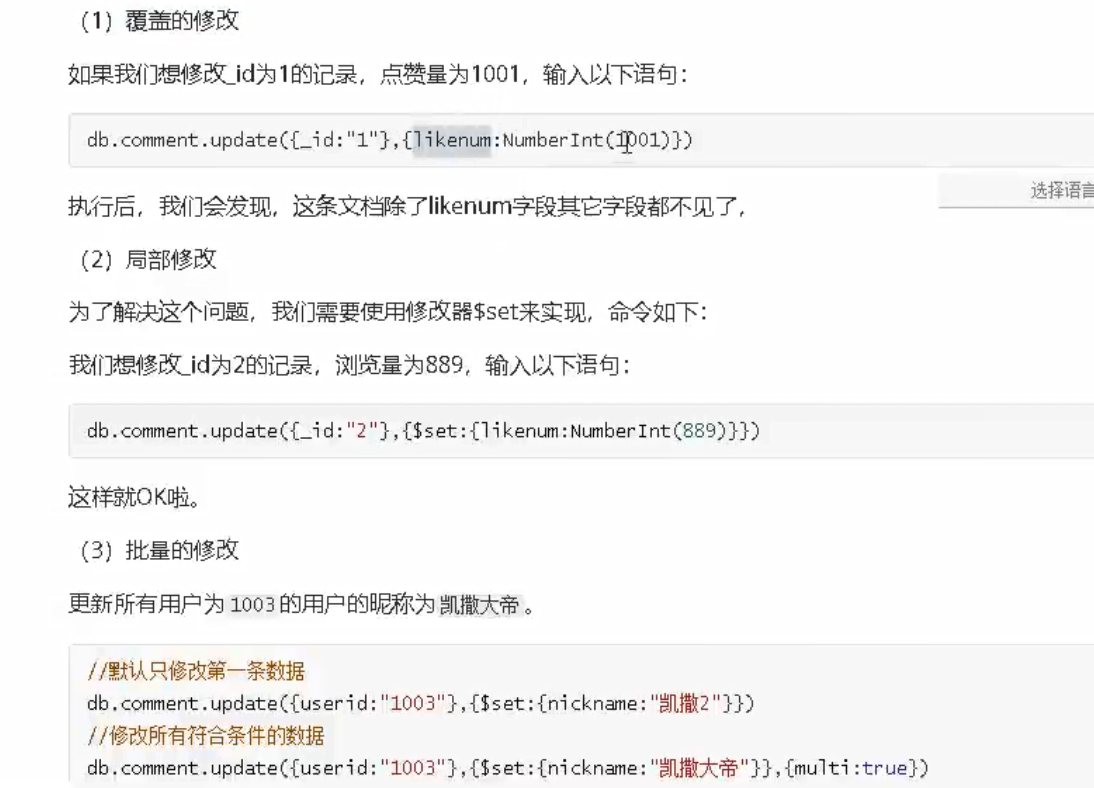 （1）覆盖的修改
如果我们想修改_id为1的记录，点赞量为1001，输入以下语句：
db.comment.update({_id:"1"},{likenum:NumberInt(1001)})
选择语言
执行后，我们会发现，这条文档除了likenum字段其它字段都不见了，
（2）局部修改
为了解决这个问题，我们需要使用修改器$set来实现，命令如下：
我们想修改_id为2的记录，浏览量为889，输入以下语句：
db.comment.update({_id:"2"},{$set:{likenum:NumberInt(889)}})
这样就OK啦。
（3）批量的修改
更新所有用户为 1003 的用户的昵称为 凯撒大帝 。
//默认只修改第一条数据
db.comment.update({userid:"1003"},{$set:{nickname:"凯撒2"}})
//修改所有符合条件的数据
db.comment.update({userid:"1003"},{$set:{nickname:"凯撒大帝"}},{multi:true})